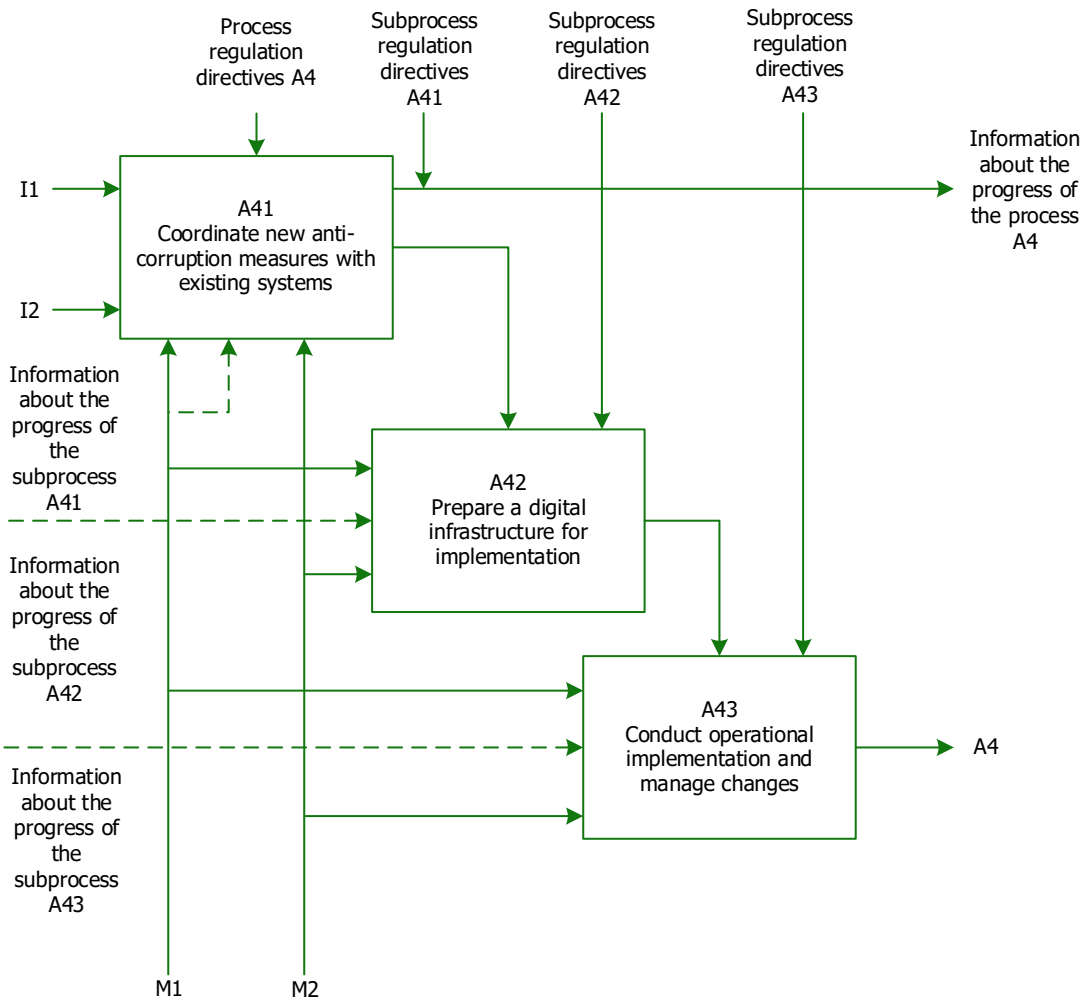 Process
regulation
directives A4
Subprocess
regulation
directives
A41
Subprocess
regulation
directives
A42
Subprocess
regulation
directives
A43
Information
about the
progress of
the process
A4
I1
I2
A41
Coordinate new anti-
corruption measures with
existing systems
Information
about the
progress of
the
subprocess
A41
A42
Prepare a digital
infrastructure for
implementation
Information
about the
progress of
the
subprocess
A42
A43
Conduct operational
implementation and
manage changes
A4
Information
about the
progress of
the
subprocess
A43
M1
M2